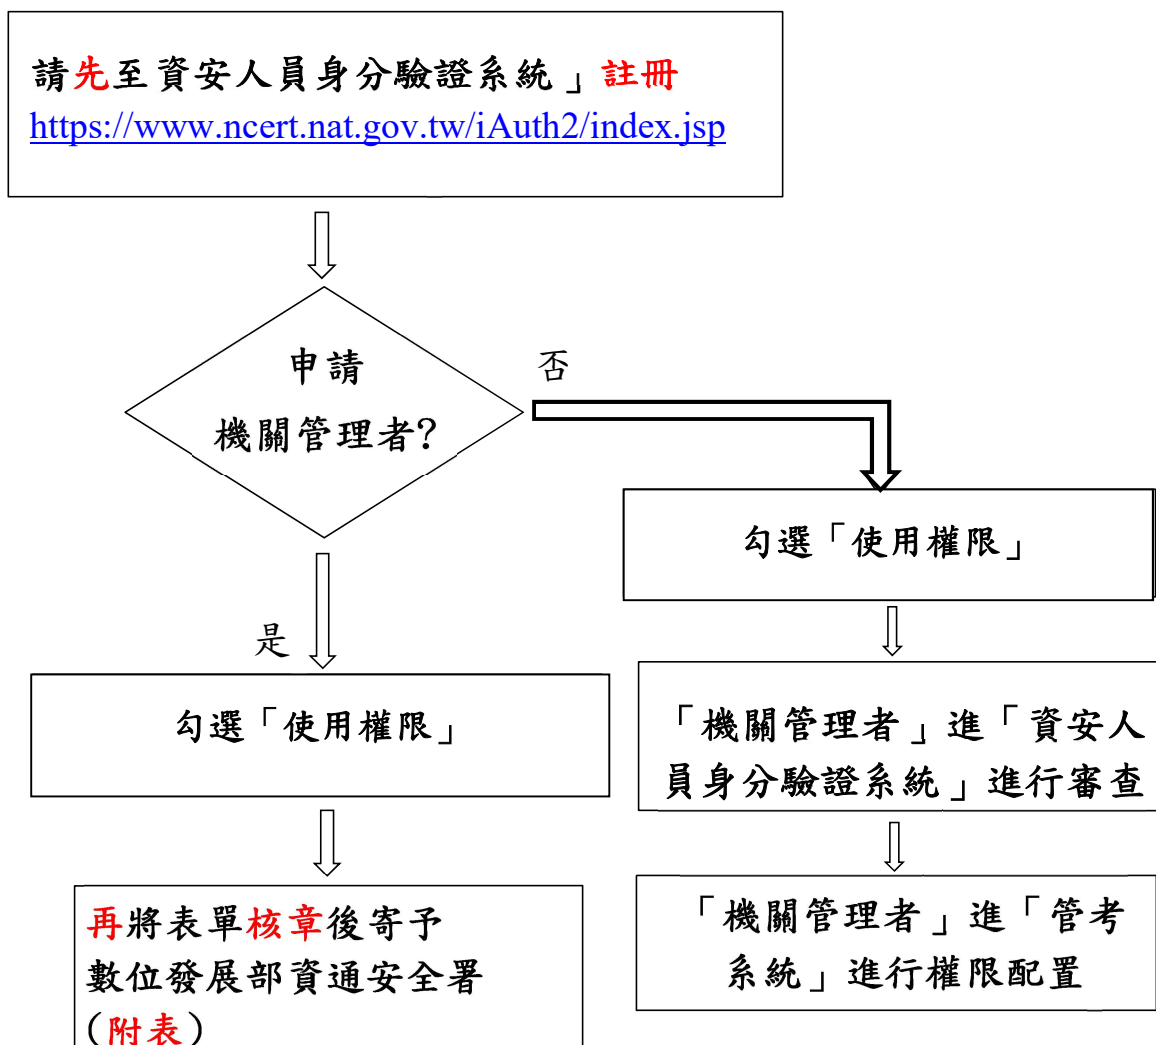 請先至資安人員身分驗證系統」註冊
https://www.ncert.nat.gov.tw/iAuth2/index.jsp
申請
機關管理者?
否
是
勾選「使用權限」
再將表單核章後寄予
數位發展部資通安全署
(附表)
勾選「使用權限」
「機關管理者」進「資安人
員身分驗證系統」進行審查
「機關管理者」進「管考
系統」進行權限配置